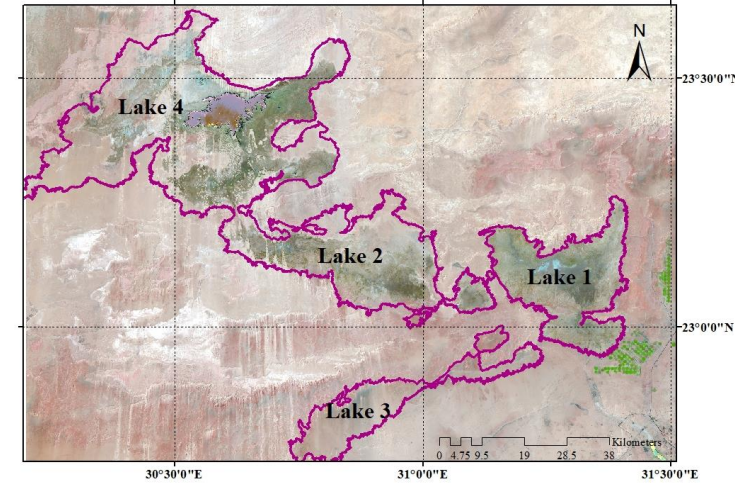 N
23°30'0"N
Lake 4
Lake 2
Lake 1
23°0'0"N
Lake 3
Kilometers
0 4.75 9.5 19 28.5 38
30°30'0"E 31°0'0"E 31°30'0"E